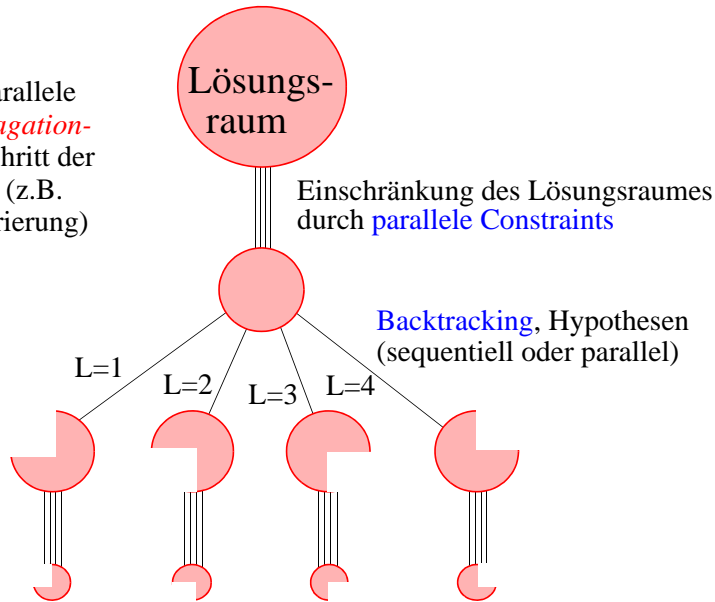 Lösungs-
raum
arallele
agation-
hritt der
(z.B.
rierung)
Einschränkung des Lösungsraumes
durch parallele Constraints
Backtracking, Hypothesen
(sequentiell oder parallel)
L=1
L=2
L=3
L=4